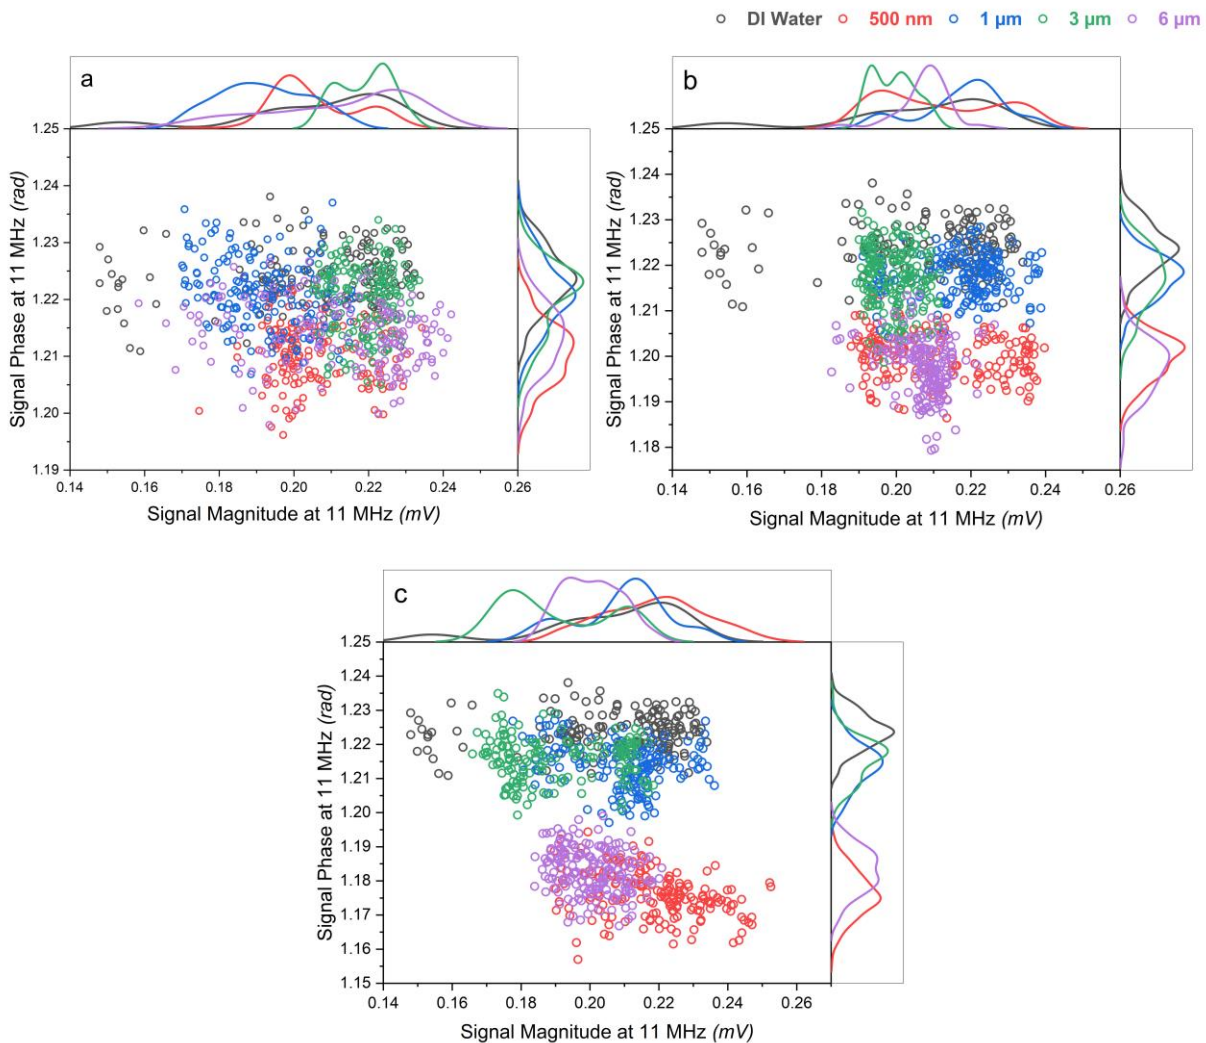 DI Water 500 nm 1 µm 3 µm 6 µm
a
1.25
1.24
1.23
1.22
1.21
1.20
1.19
0.14 0.16 0.18 0.20 0.22 0.24 0.26
Signal Phase at 11 MHz (rad)
Signal Magnitude at 11 MHz (mV)
b
1.25
1.24
1.23
1.22
1.21
1.20
1.19
1.18
0.14 0.16 0.18 0.20 0.22 0.24 0.26
Signal Phase at 11 MHz (rad)
Signal Magnitude at 11 MHz (mV)
c
1.25
1.24
1.23
1.22
1.21
1.20
1.19
1.18
1.17
1.16
1.15
0.14 0.16 0.18 0.20 0.22 0.24 0.26
Signal Phase at 11 MHz (rad)
Signal Magnitude at 11 MHz (mV)